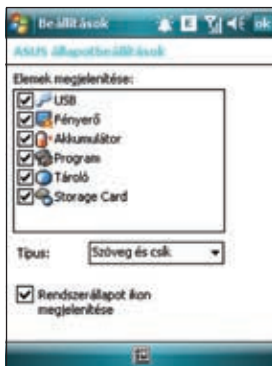 Beállítások
ok
ASUS állapotbeállítások
Elemek megjelenítése:
USB
Fényerő
Akkumulátor
Program
Tároló
Storage Card
Típus: Szöveg és csík
Rendszerállapot ikon
megjelenítése